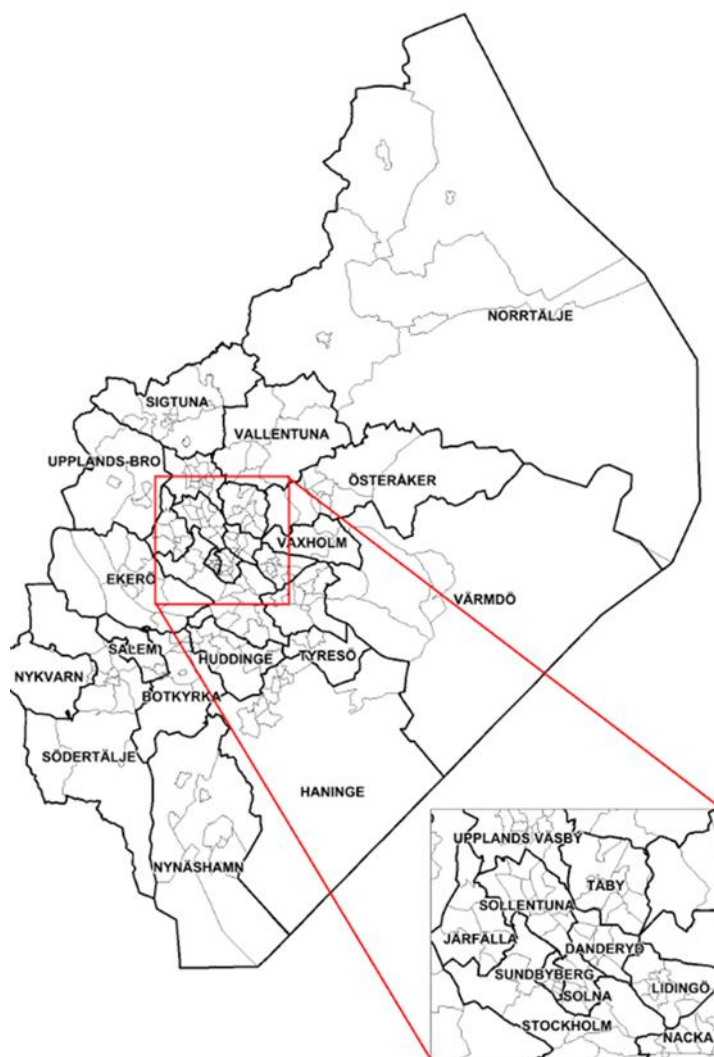 NORRTÄLJE
SIGTUNA
VALLENTUNA
UPPLANDS-BRO
ÖSTERÅKER
VAXHOLM
EKERÖ
VÄRMDÖ
SALEM
HUDDINGE
TYRESÖ
NYKVARN
BOTKYRKA
SÖDERTÄLJE
HANINGE
NYNÄSHAMN
UPPLANDS VÄSBY
TÄBY
SOLLENTUNA
JÄRFÄLLA
DANDERYD
SUNDBYBERG
LIDINGÖ
SOLNA
STOCKHOLM
NACKA